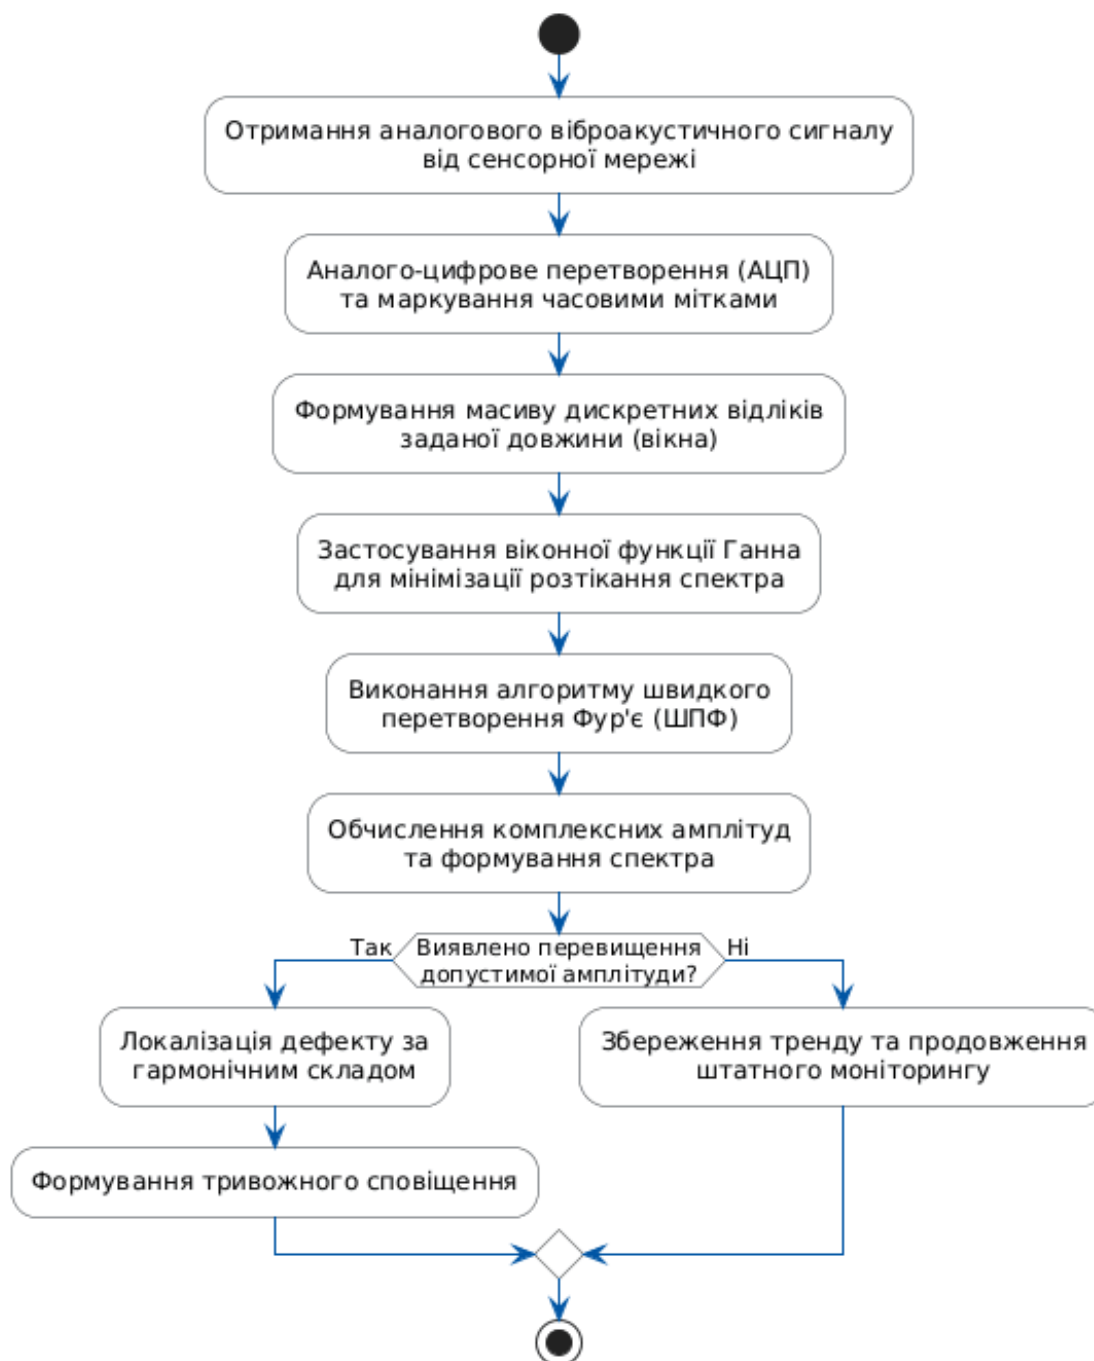 Отримання аналогового віброакустичного сигналу
від сенсорної мережі
Аналого-цифрове перетворення (АЦП)
та маркування часовими мітками
Формування масиву дискретних відліків
заданої довжини (вікна)
Застосування віконної функції Ганна
для мінімізації розтікання спектра
Виконання алгоритму швидкого
перетворення Фур'є (ШПФ)
Обчислення комплексних амплітуд
та формування спектра
Так
Виявлено перевищення
допустимої амплітуди?
Ні
Локалізація дефекту за
гармонічним складом
Збереження тренду та продовження
штатного моніторингу
Формування тривожного сповіщення